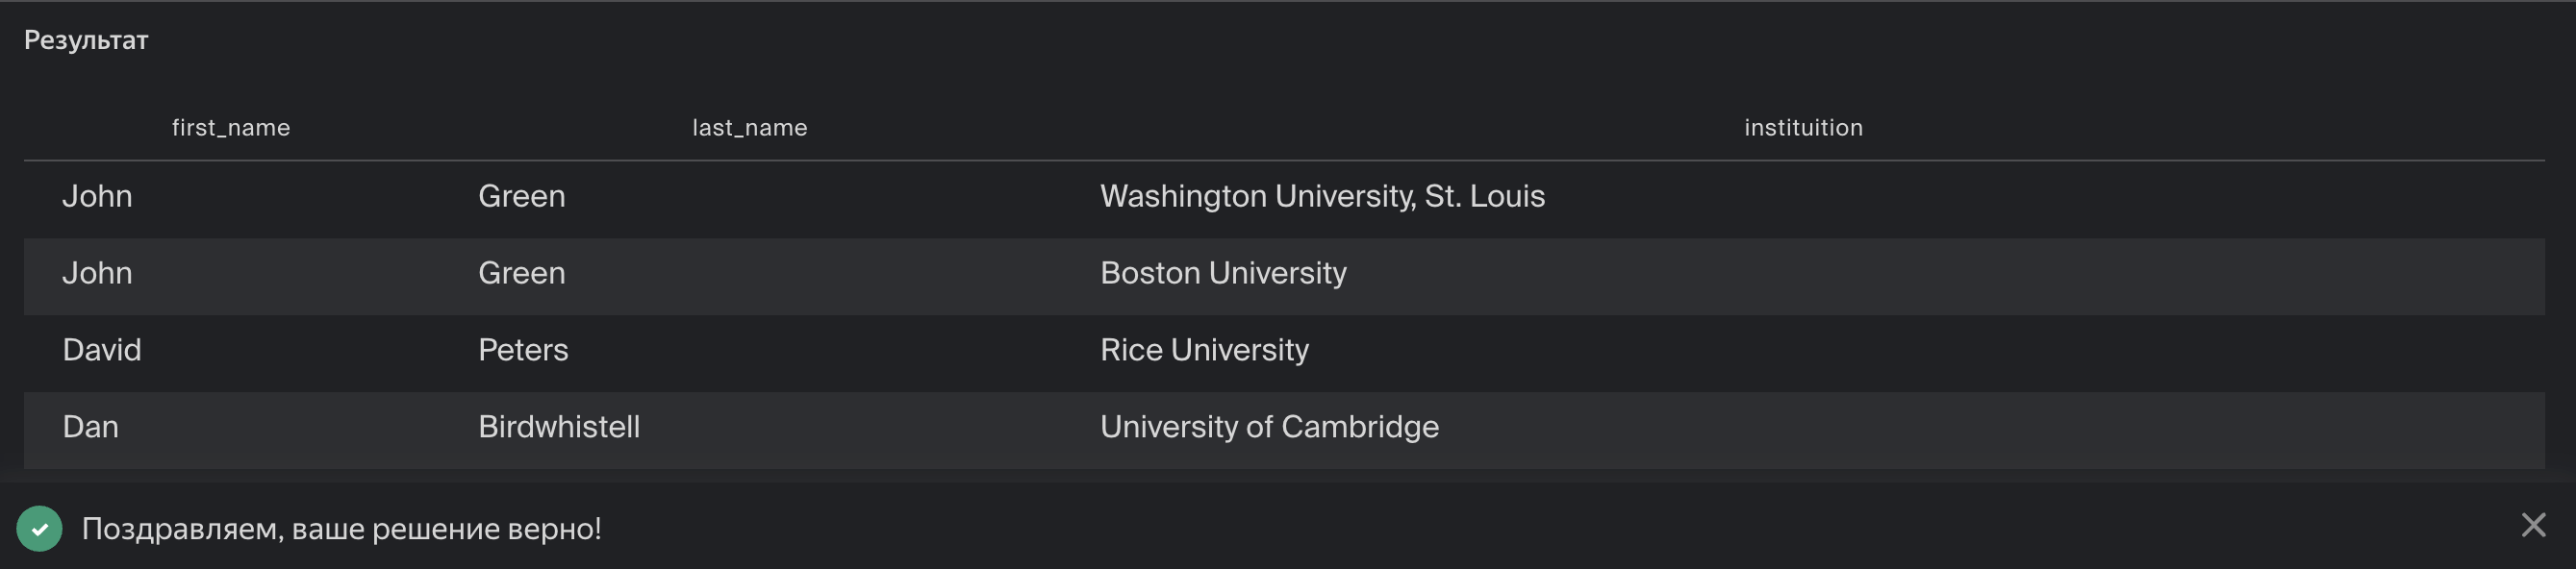 Результат
first_name last_name instituition
John Green Washington University, St. Louis
John Green Boston University
David Peters Rice University
Dan Birdwhistell University of Cambridge
Поздравляем, ваше решение верно!